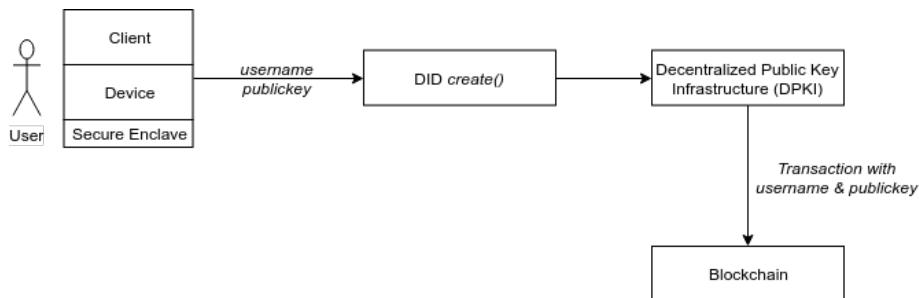 Client
Device
Secure Enclave
User
username
publickey
DID create()
Decentralized Public Key
Infrastructure (DPKI)
Transaction with
username & publickey
Blockchain